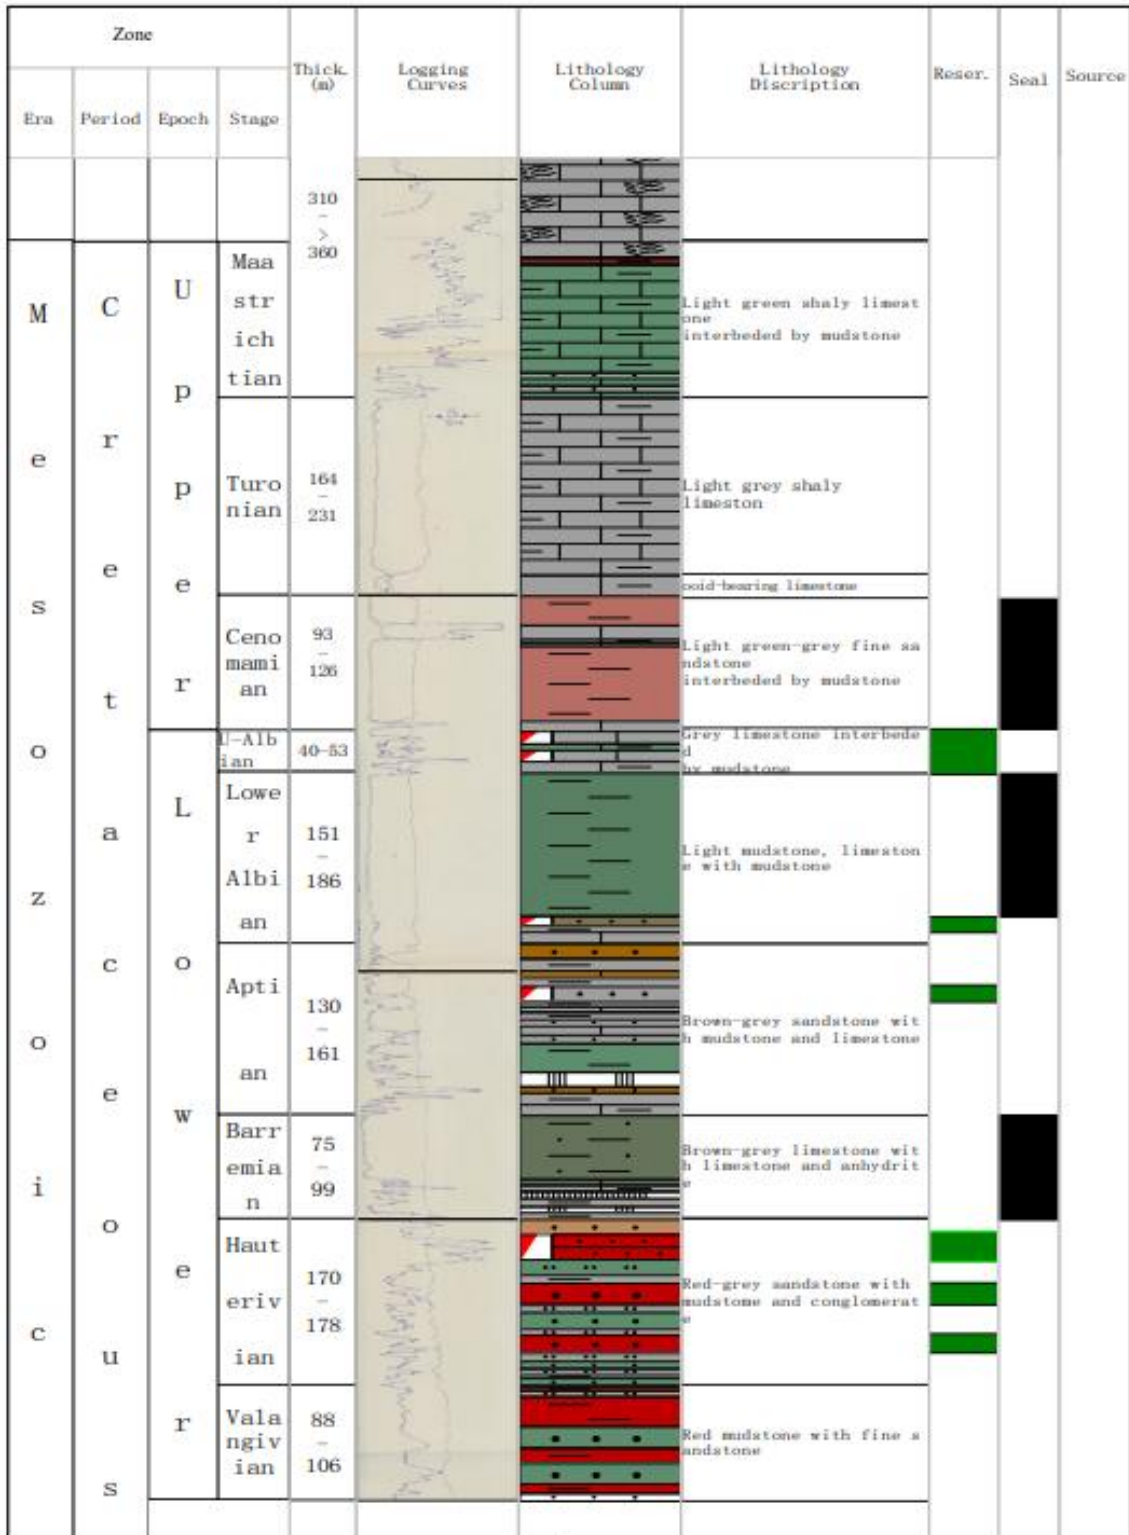 Zone
Thick.
(m)
Logging
Curves
Lithology
Column
Lithology
Discription
Reser.
Seal
Source
Era
Period
Epoch
Stage
Mesozoic
Cretaceous
Upper
Lower
310
-
>
360
Maa
str
ich
tian
Light green shaly limest
one
interbeded by mudstone
Turo
nian
164
-
231
Light grey shaly
limeston
ooid-bearing limestone
Ceno
mami
an
93
-
126
Light green-grey fine sa
ndstone
interbeded by mudstone
U-Alb
ian
40-53
Grey limestone interbede
d
by mudstone
Lowe
r
Albi
an
151
-
186
Light mudstone, limeston
e with mudstone
Apti
an
130
-
161
Brown-grey sandstone wit
h mudstone and limestone
Barr
emia
n
75
-
99
Brown-grey limestone wit
h limestone and anhydrit
e
Haut
eriv
ian
170
-
178
Red-grey sandstone with
mudstome and conglomerat
e
Vala
ngiv
ian
88
-
106
Red mudstone with fine s
andstone